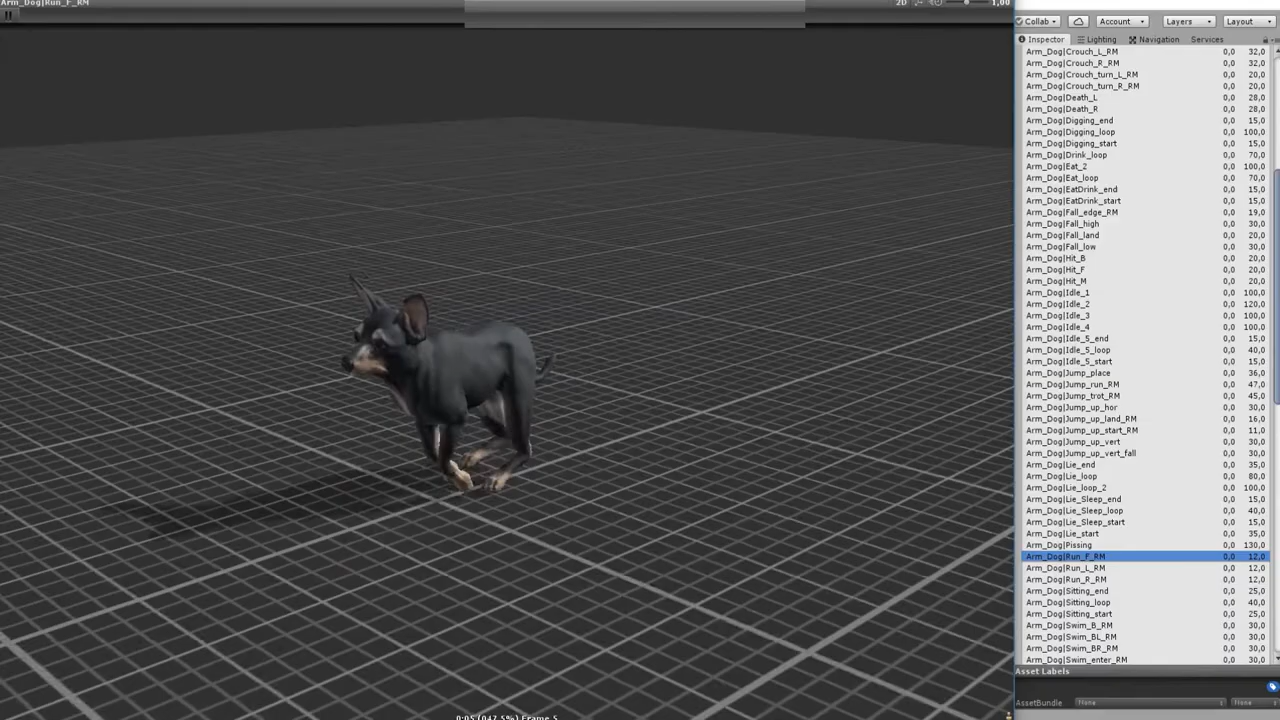 Arm_Dog|Run_F_RM
2D
1,00
Collab
Account
Layers
Layout
Inspector
Lighting
Navigation
Services
Arm_Dog|Crouch_L_RM 0,0 32,0
Arm_Dog|Crouch_R_RM 0,0 32,0
Arm_Dog|Crouch_turn_L_RM 0,0 20,0
Arm_Dog|Crouch_turn_R_RM 0,0 20,0
Arm_Dog|Death_L 0,0 28,0
Arm_Dog|Death_R 0,0 28,0
Arm_Dog|Digging_end 0,0 15,0
Arm_Dog|Digging_loop 0,0 100,0
Arm_Dog|Digging_start 0,0 15,0
Arm_Dog|Drink_loop 0,0 70,0
Arm_Dog|Eat_2 0,0 100,0
Arm_Dog|Eat_loop 0,0 70,0
Arm_Dog|EatDrink_end 0,0 15,0
Arm_Dog|EatDrink_start 0,0 15,0
Arm_Dog|Fall_edge_RM 0,0 19,0
Arm_Dog|Fall_high 0,0 30,0
Arm_Dog|Fall_land 0,0 20,0
Arm_Dog|Fall_low 0,0 30,0
Arm_Dog|Hit_B 0,0 20,0
Arm_Dog|Hit_F 0,0 20,0
Arm_Dog|Hit_M 0,0 20,0
Arm_Dog|Idle_1 0,0 100,0
Arm_Dog|Idle_2 0,0 120,0
Arm_Dog|Idle_3 0,0 100,0
Arm_Dog|Idle_4 0,0 100,0
Arm_Dog|Idle_5_end 0,0 15,0
Arm_Dog|Idle_5_loop 0,0 40,0
Arm_Dog|Idle_5_start 0,0 15,0
Arm_Dog|Jump_place 0,0 36,0
Arm_Dog|Jump_run_RM 0,0 47,0
Arm_Dog|Jump_trot_RM 0,0 45,0
Arm_Dog|Jump_up_hor 0,0 30,0
Arm_Dog|Jump_up_land_RM 0,0 16,0
Arm_Dog|Jump_up_start_RM 0,0 11,0
Arm_Dog|Jump_up_vert 0,0 30,0
Arm_Dog|Jump_up_vert_fall 0,0 30,0
Arm_Dog|Lie_end 0,0 35,0
Arm_Dog|Lie_loop 0,0 80,0
Arm_Dog|Lie_loop_2 0,0 100,0
Arm_Dog|Lie_Sleep_end 0,0 15,0
Arm_Dog|Lie_Sleep_loop 0,0 60,0
Arm_Dog|Lie_Sleep_start 0,0 15,0
Arm_Dog|Lie_start 0,0 35,0
Arm_Dog|Pissing 0,0 130,0
Arm_Dog|Run_F_RM 0,0 12,0
Arm_Dog|Run_L_RM 0,0 12,0
Arm_Dog|Run_R_RM 0,0 12,0
Arm_Dog|Sitting_end 0,0 25,0
Arm_Dog|Sitting_loop 0,0 40,0
Arm_Dog|Sitting_start 0,0 25,0
Arm_Dog|Swim_B_RM 0,0 30,0
Arm_Dog|Swim_BL_RM 0,0 30,0
Arm_Dog|Swim_BR_RM 0,0 30,0
Arm_Dog|Swim_enter_RM 0,0 30,0
Asset Labels
AssetBundle None None
0:05 (047.5%) Frame 5